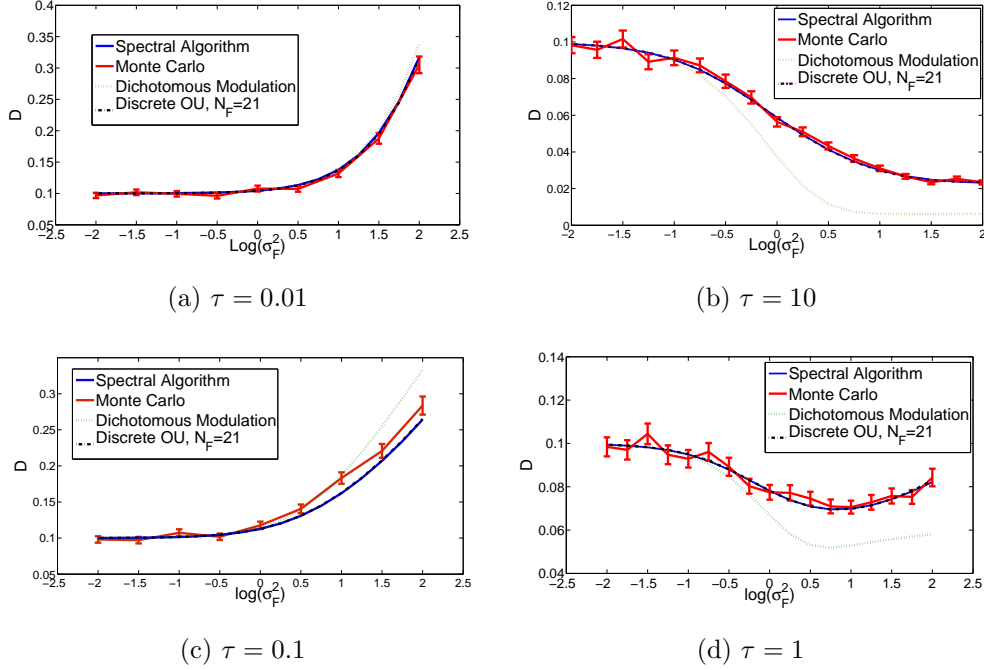 0.4
0.35
0.3
0.25
0.2
0.15
0.1
0.05
D
Spectral Algorithm
Monte Carlo
Dichotomous Modulation
Discrete OU, N_F=21
−2.5 −2 −1.5 −1 −0.5 0 0.5 1 1.5 2 2.5
Log(σ_F^2)
(a) τ = 0.01
0.12
0.1
0.08
0.06
0.04
0.02
0
D
Spectral Algorithm
Monte Carlo
Dichotomous Modulation
Discrete OU, N_F=21
−2 −1.5 −1 −0.5 0 0.5 1 1.5 2
Log(σ_F^2)
(b) τ = 10
0.3
0.25
0.2
0.15
0.1
0.05
D
Spectral Algorithm
Monte Carlo
Dichotomous Modulation
Discrete OU, N_F=21
−2.5 −2 −1.5 −1 −0.5 0 0.5 1 1.5 2 2.5
log(σ_F^2)
(c) τ = 0.1
0.14
0.12
0.1
0.08
0.06
0.04
D
Spectral Algorithm
Monte Carlo
Dichotomous Modulation
Discrete OU, N_F=21
−2.5 −2 −1.5 −1 −0.5 0 0.5 1 1.5 2 2.5
log(σ_F^2)
(d) τ = 1